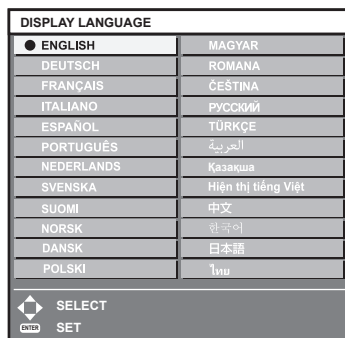 DISPLAY LANGUAGE
ENGLISH
DEUTSCH
FRANÇAIS
ITALIANO
ESPAÑOL
PORTUGUÊS
NEDERLANDS
SVENSKA
SUOMI
NORSK
DANSK
POLSKI
MAGYAR
ROMANA
ČEŠTINA
РУССКИЙ
TÜRKÇE
العربية
Қазақша
Hiện thị tiếng Việt
中文
한국어
日本語
ไทย
SELECT
ENTER SET